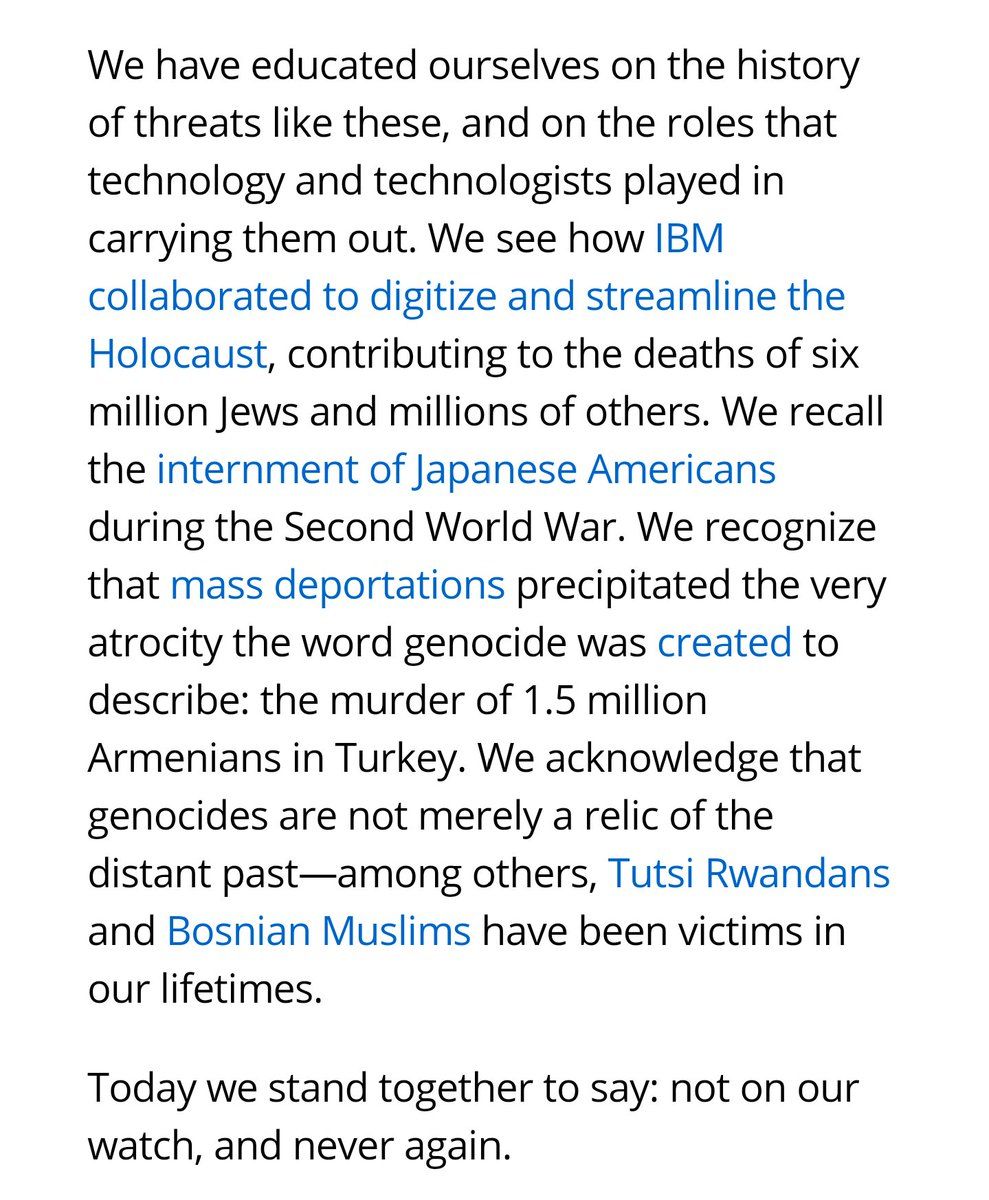 We have educated ourselves on the history
of threats like these, and on the roles that
technology and technologists played in
carrying them out. We see how IBM
collaborated to digitize and streamline the
Holocaust, contributing to the deaths of six
million Jews and millions of others. We recall
the internment of Japanese Americans
during the Second World War. We recognize
that mass deportations precipitated the very
atrocity the word genocide was created to
describe: the murder of 1.5 million
Armenians in Turkey. We acknowledge that
genocides are not merely a relic of the
distant past—among others, Tutsi Rwandans
and Bosnian Muslims have been victims in
our lifetimes.
Today we stand together to say: not on our
watch, and never again.